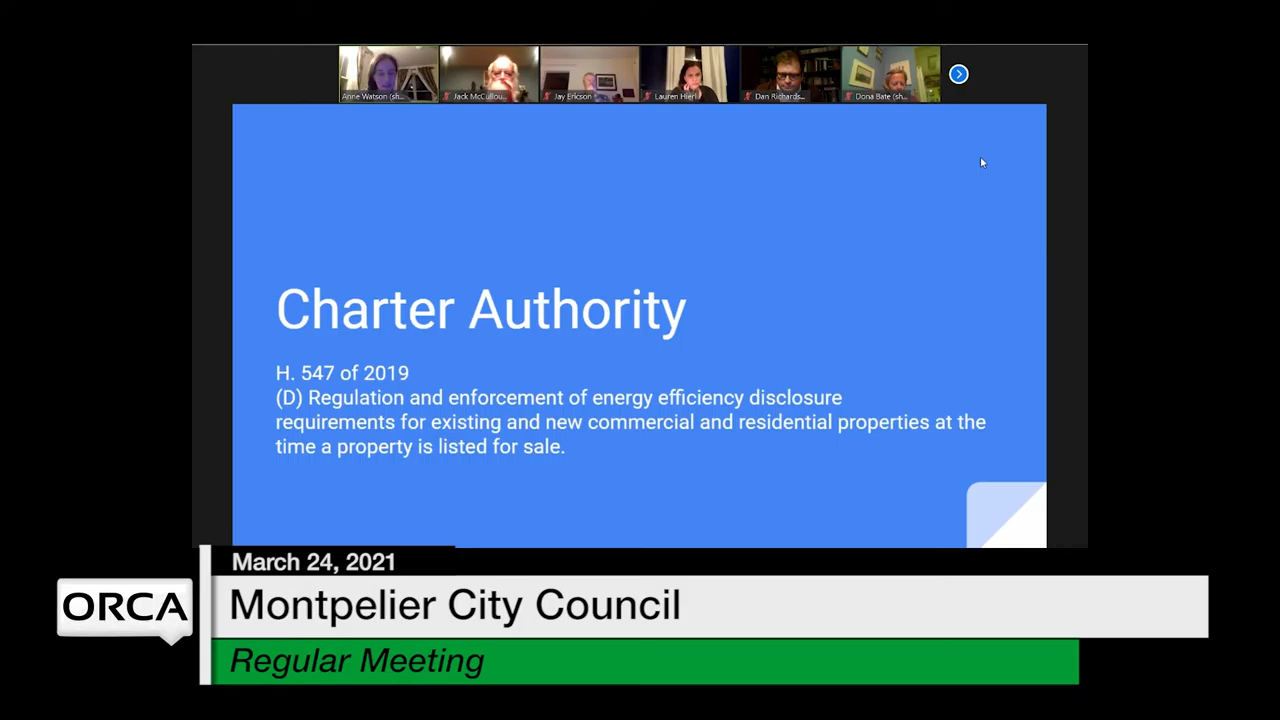 Anne Watson (sh...
Jack McCullou...
Jay Ericson
Lauren Hierl
Dan Richards...
Dona Bate (sh...
Charter Authority
H. 547 of 2019
(D) Regulation and enforcement of energy efficiency disclosure
requirements for existing and new commercial and residential properties at the
time a property is listed for sale.
March 24, 2021
ORCA
Montpelier City Council
Regular Meeting